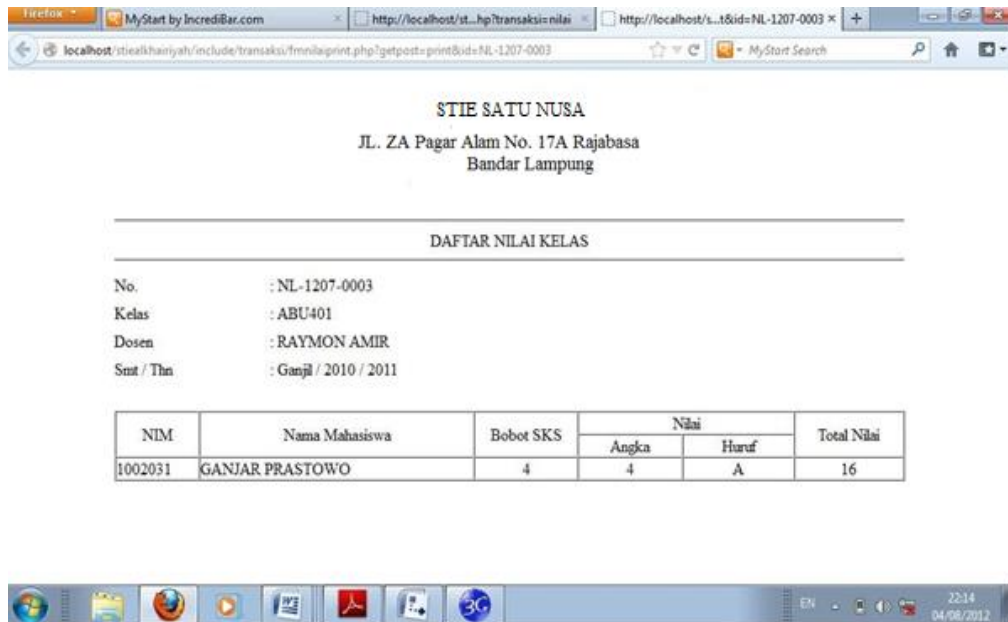 Firefox
MyStart by IncrediBar.com
http://localhost/st...hp?transaksi=nilai
http://localhost/s...t&id=NL-1207-0003
localhost/stiealkhairiyah/include/transaksi/frmnilaiprint.php?getpost=print&id=NL-1207-0003
MyStart Search
STIE SATU NUSA
JL. ZA Pagar Alam No. 17A Rajabasa
Bandar Lampung
DAFTAR NILAI KELAS
No. : NL-1207-0003
Kelas : ABU401
Dosen : RAYMON AMIR
Smt / Thn : Ganjil / 2010 / 2011
NIM Nama Mahasiswa Bobot SKS Nilai Total Nilai
Angka Huruf
1002031 GANJAR PRASTOWO 4 4 A 16
3G
EN
22:14
04/08/2012